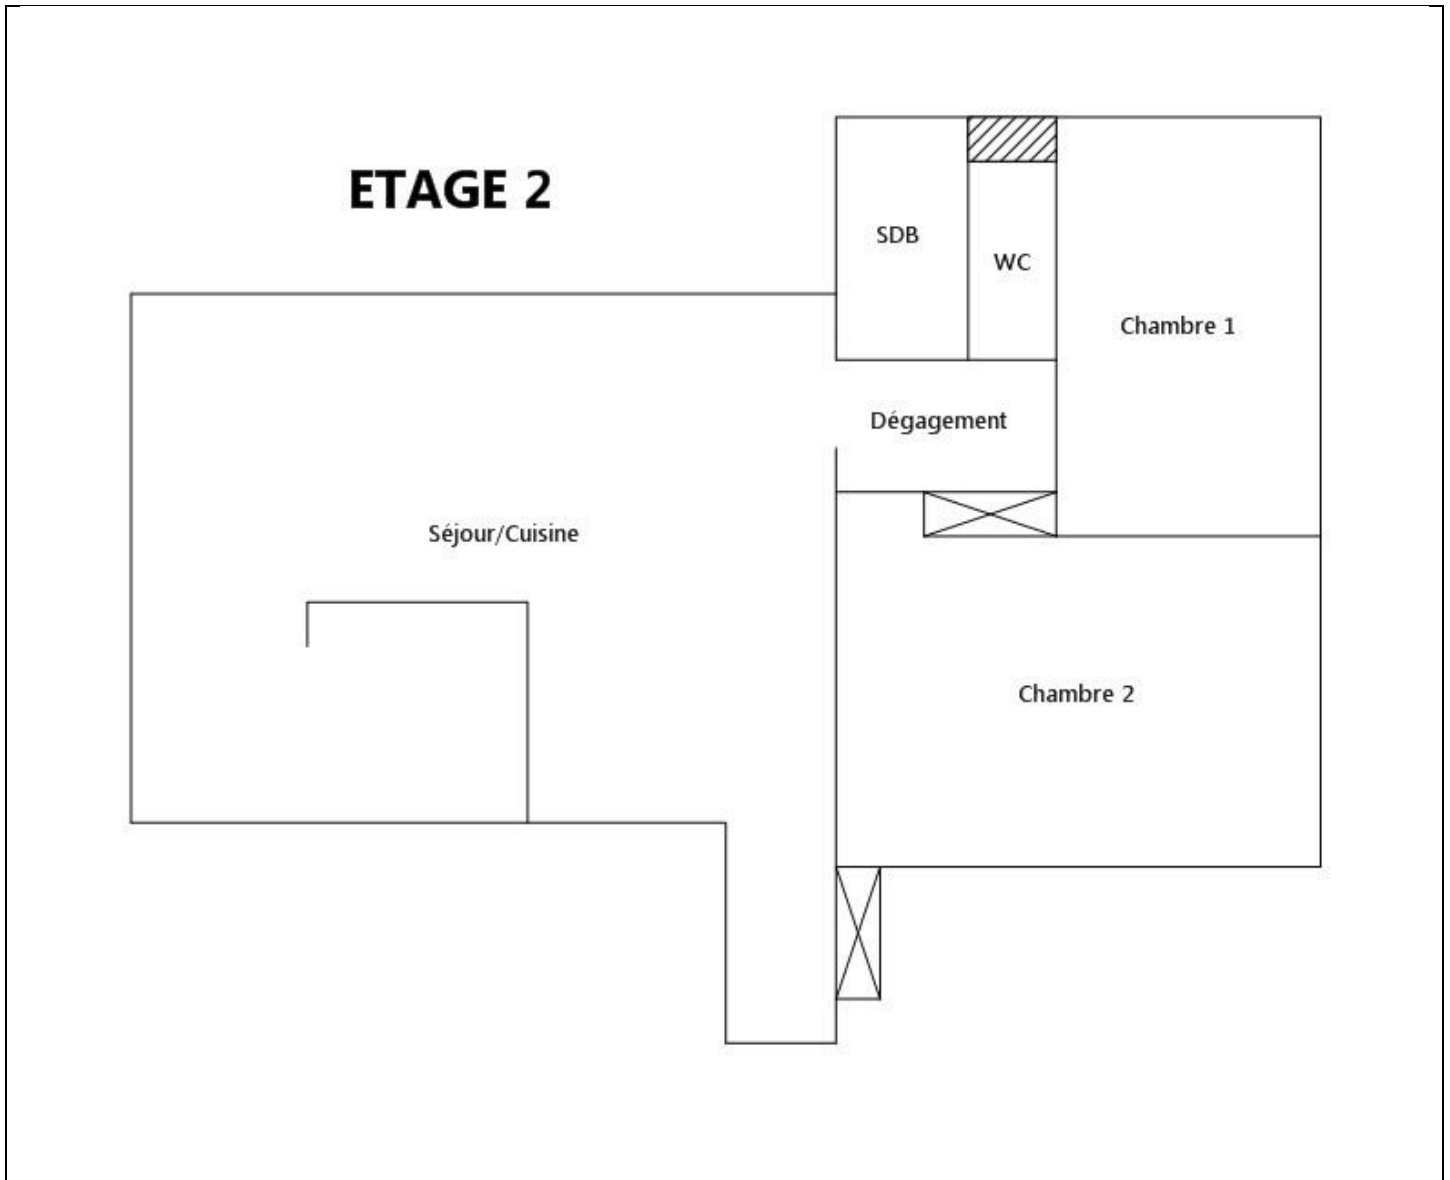 ETAGE 2
SDB
WC
Chambre 1
Dégagement
Séjour/Cuisine
Chambre 2